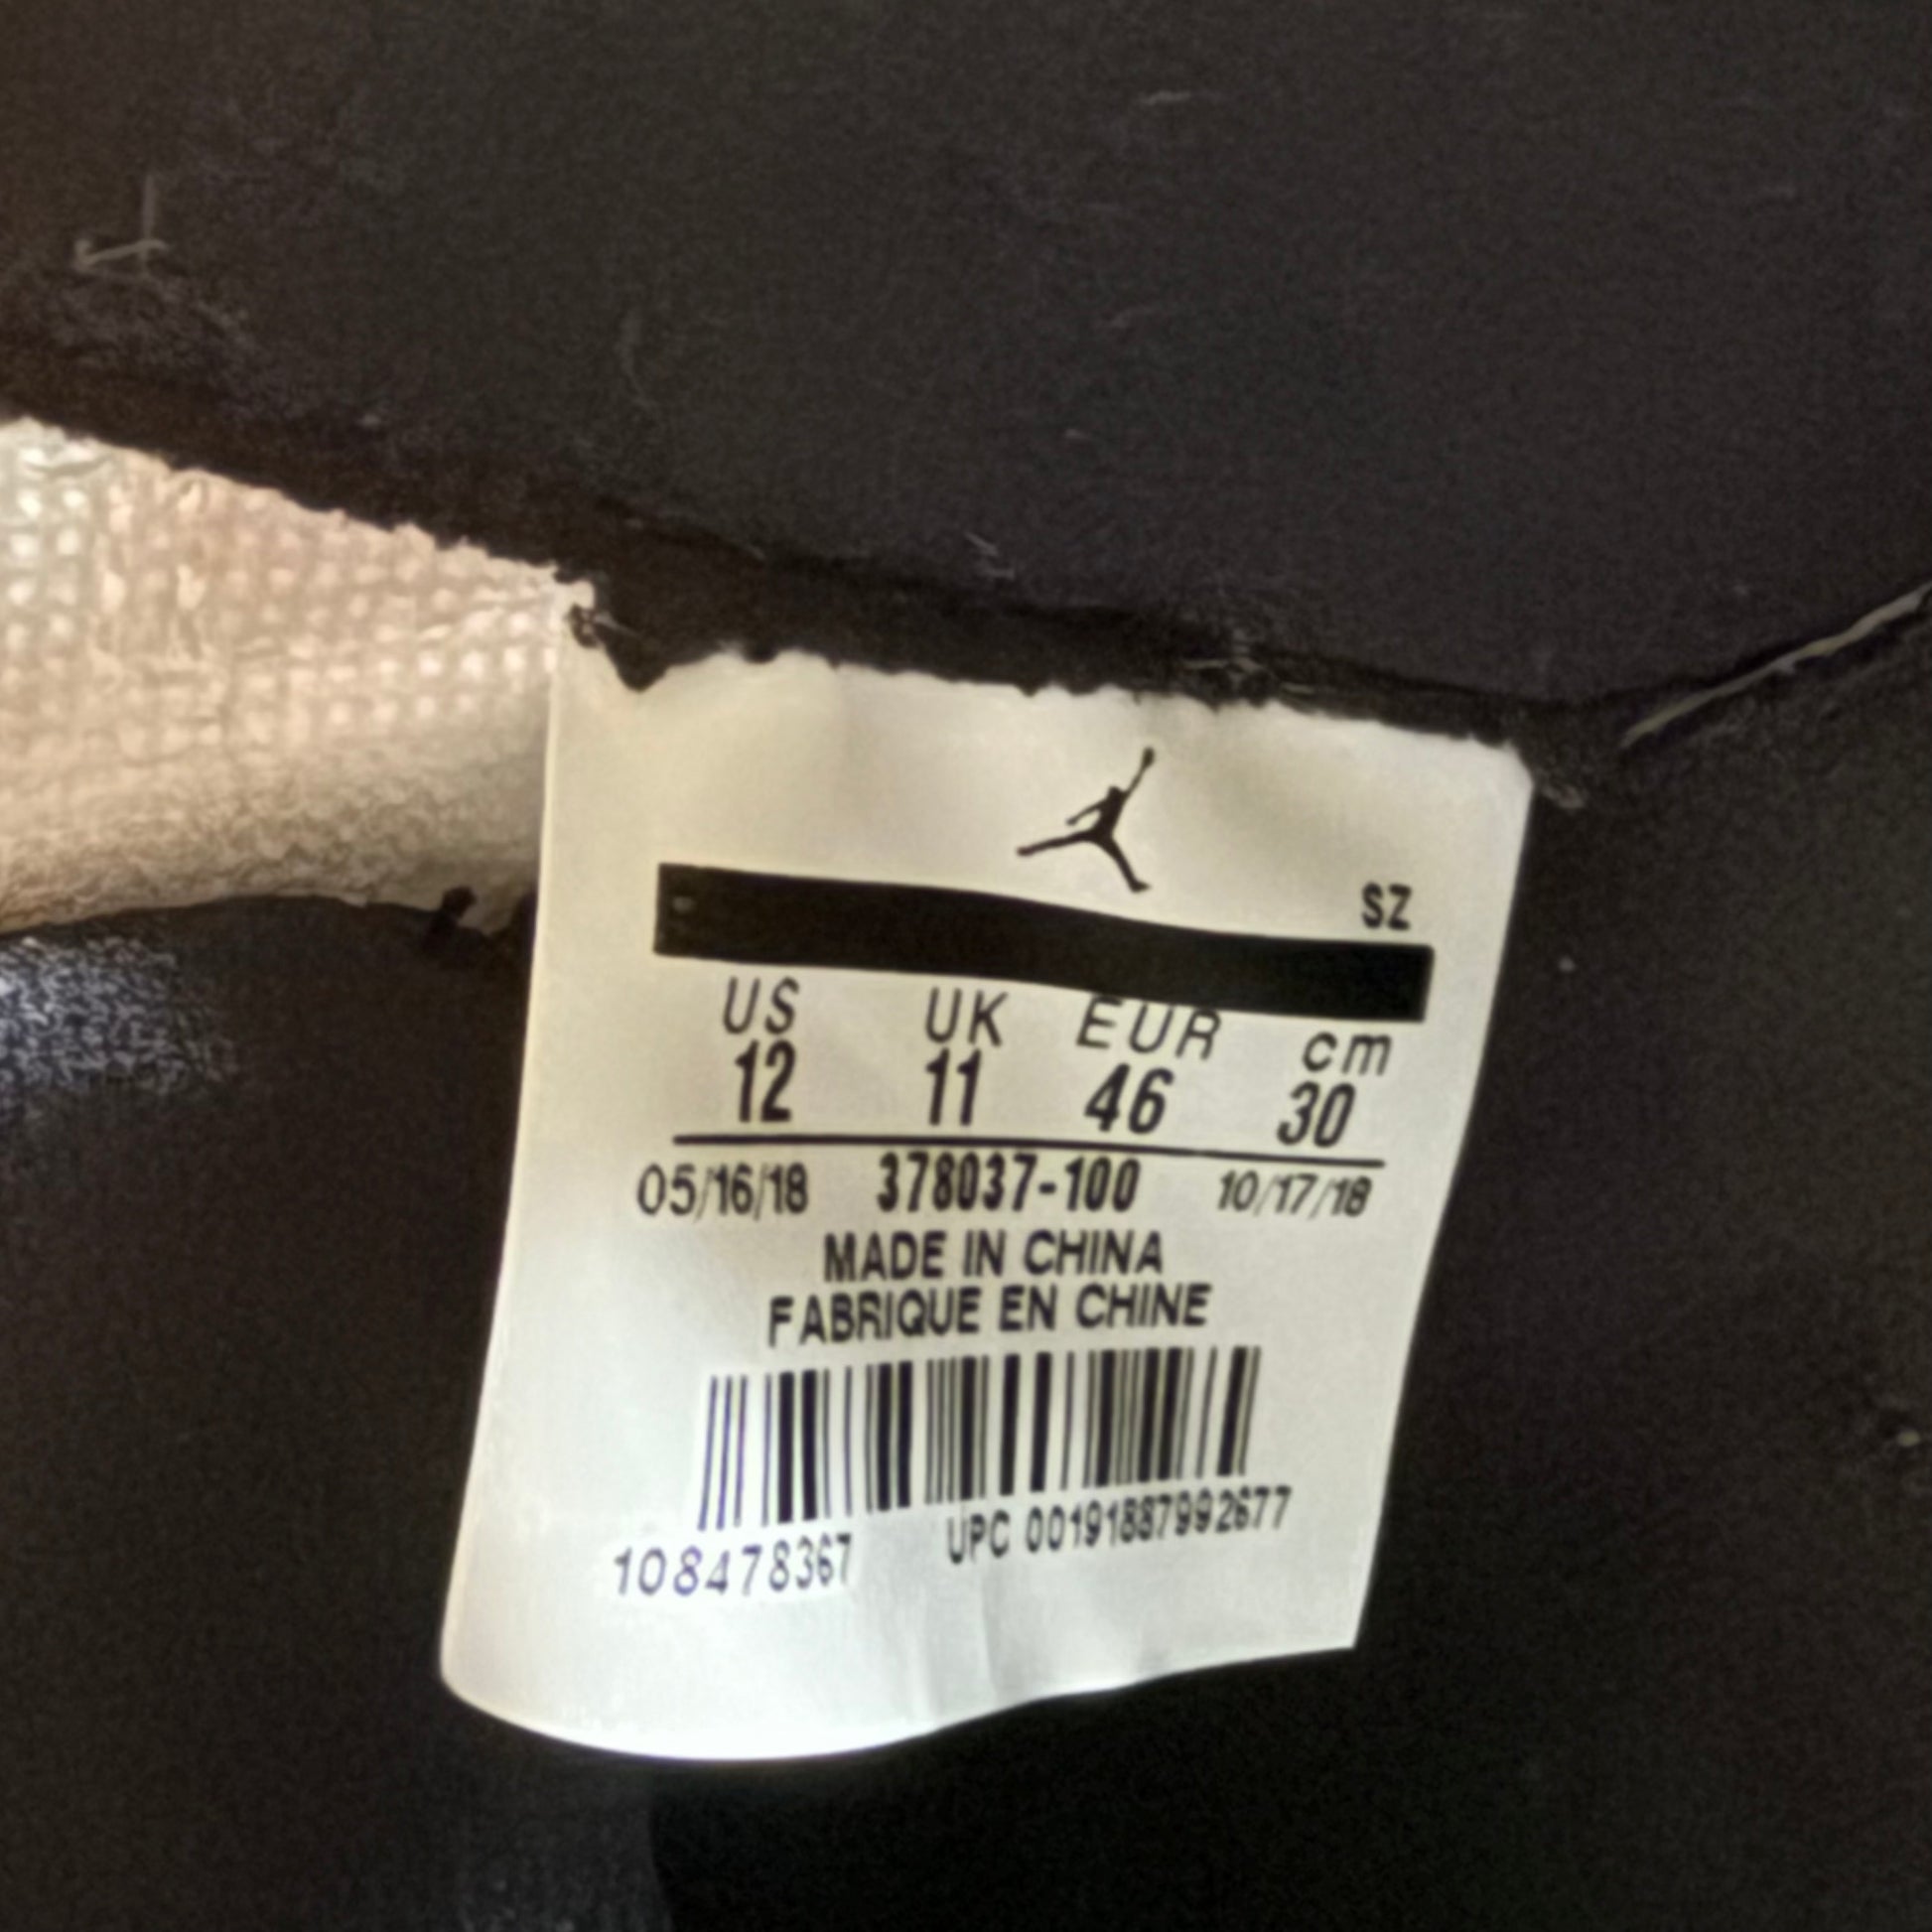 SZ
US UK EUR cm
12 11 46 30
05/16/18 378037-100 10/17/18
MADE IN CHINA
FABRIQUE EN CHINE
108478367 UPC 00191887992677